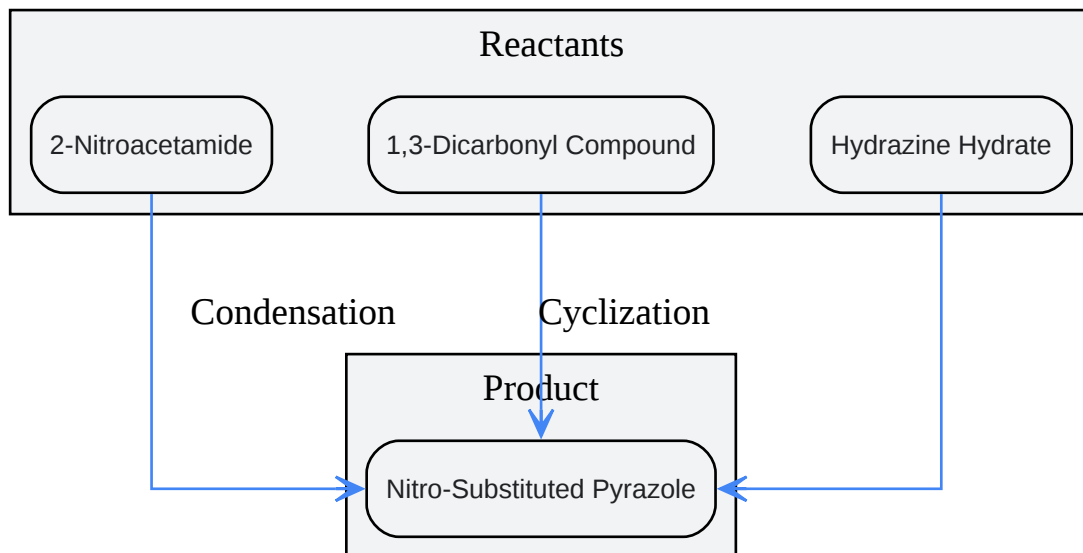 Reactants
2-Nitroacetamide
1,3-Dicarbonyl Compound
Hydrazine Hydrate
Condensation
Cyclization
Product
Nitro-Substituted Pyrazole